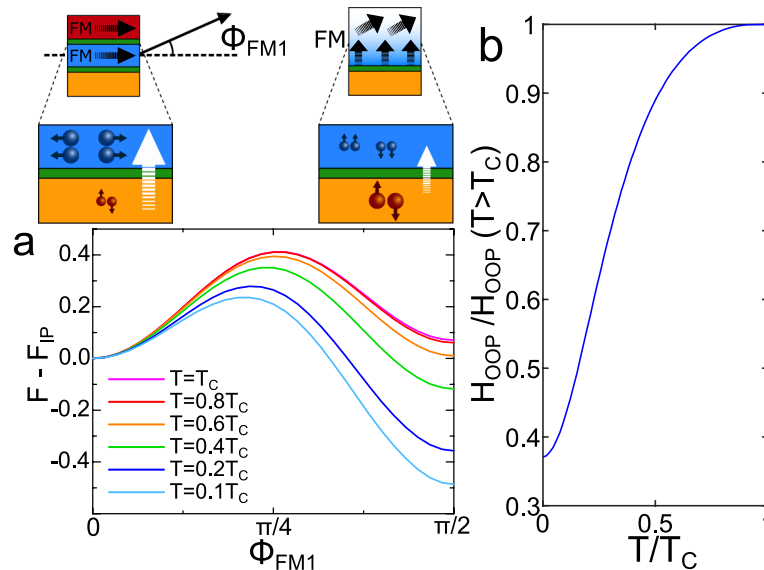 FM
FM
Φ_FM1
FM
a
F - F_IP
0.4
0.2
0.0
-0.2
-0.4
T=T_C
T=0.8T_C
T=0.6T_C
T=0.4T_C
T=0.2T_C
T=0.1T_C
0
π/4
π/2
Φ_FM1
b
H_OOP/H_OOP (T>T_C)
1
0.9
0.8
0.7
0.6
0.5
0.4
0.3
0
0.5
1
T/T_C